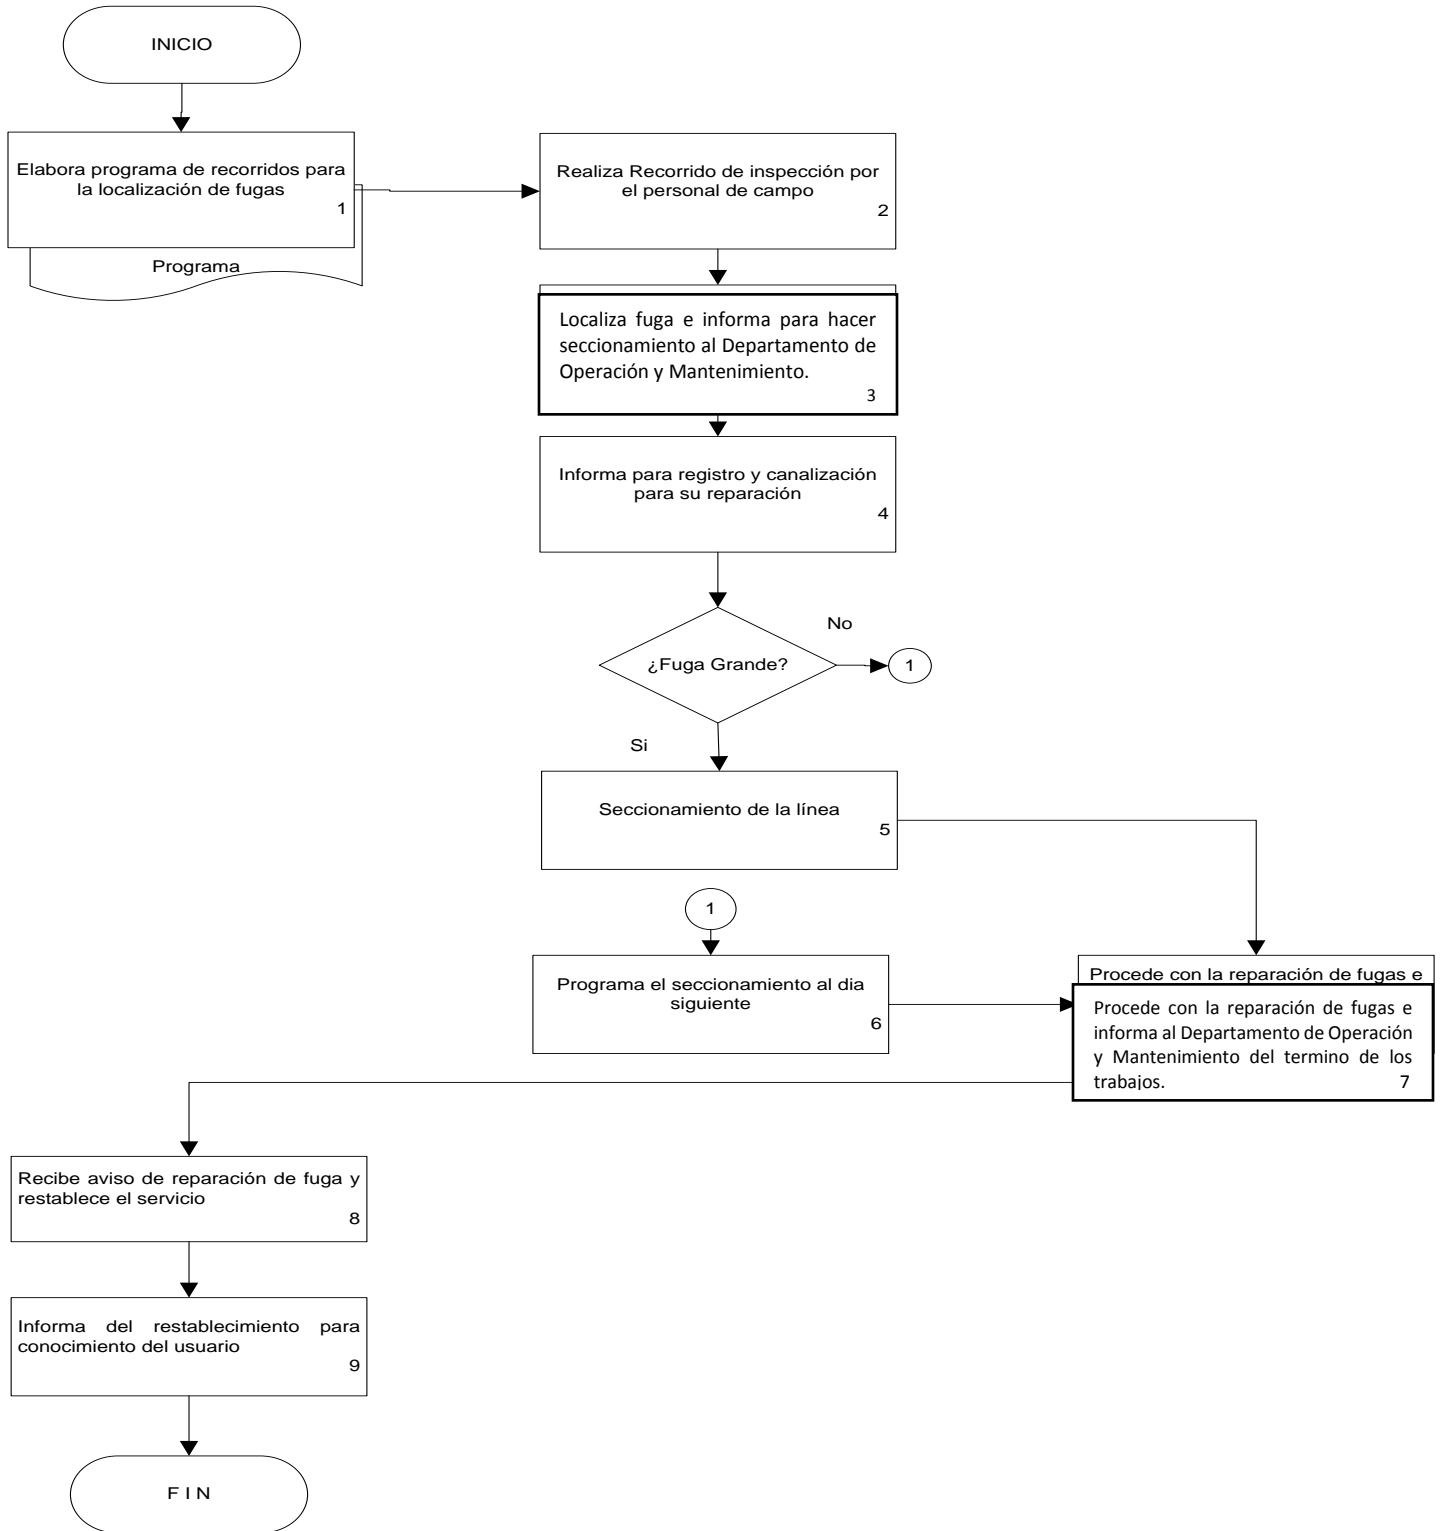 INICIO
Elabora programa de recorridos para
la localización de fugas
1
Programa
Realiza Recorrido de inspección por
el personal de campo
2
Localiza fuga e informa para hacer
seccionamiento al Departamento de
Operación y Mantenimiento.
3
Informa para registro y canalización
para su reparación
4
¿Fuga Grande?
No
1
Si
Seccionamiento de la línea
5
1
Programa el seccionamiento al dia
siguiente
6
Procede con la reparación de fugas e
Procede con la reparación de fugas e
informa al Departamento de Operación
y Mantenimiento del termino de los
trabajos.
7
Recibe aviso de reparación de fuga y
restablece el servicio
8
Informa del restablecimiento para
conocimiento del usuario
9
F I N